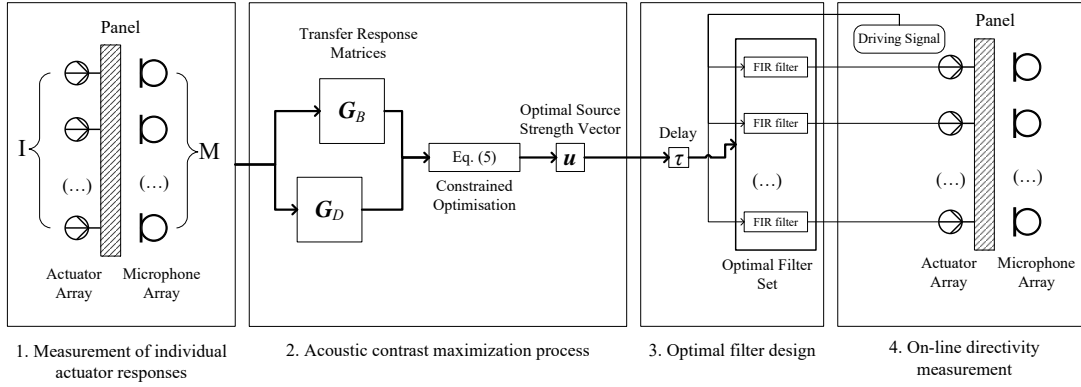 Panel
I
M
(…)
(…)
Actuator
Array
Microphone
Array
1. Measurement of individual
actuator responses
Transfer Response
Matrices
G_B
G_D
Eq. (5)
Constrained
Optimisation
Optimal Source
Strength Vector
u
2. Acoustic contrast maximization process
Delay
τ
FIR filter
FIR filter
(…)
FIR filter
Optimal Filter
Set
3. Optimal filter design
Driving Signal
Panel
(…)
(…)
Actuator
Array
Microphone
Array
4. On-line directivity
measurement